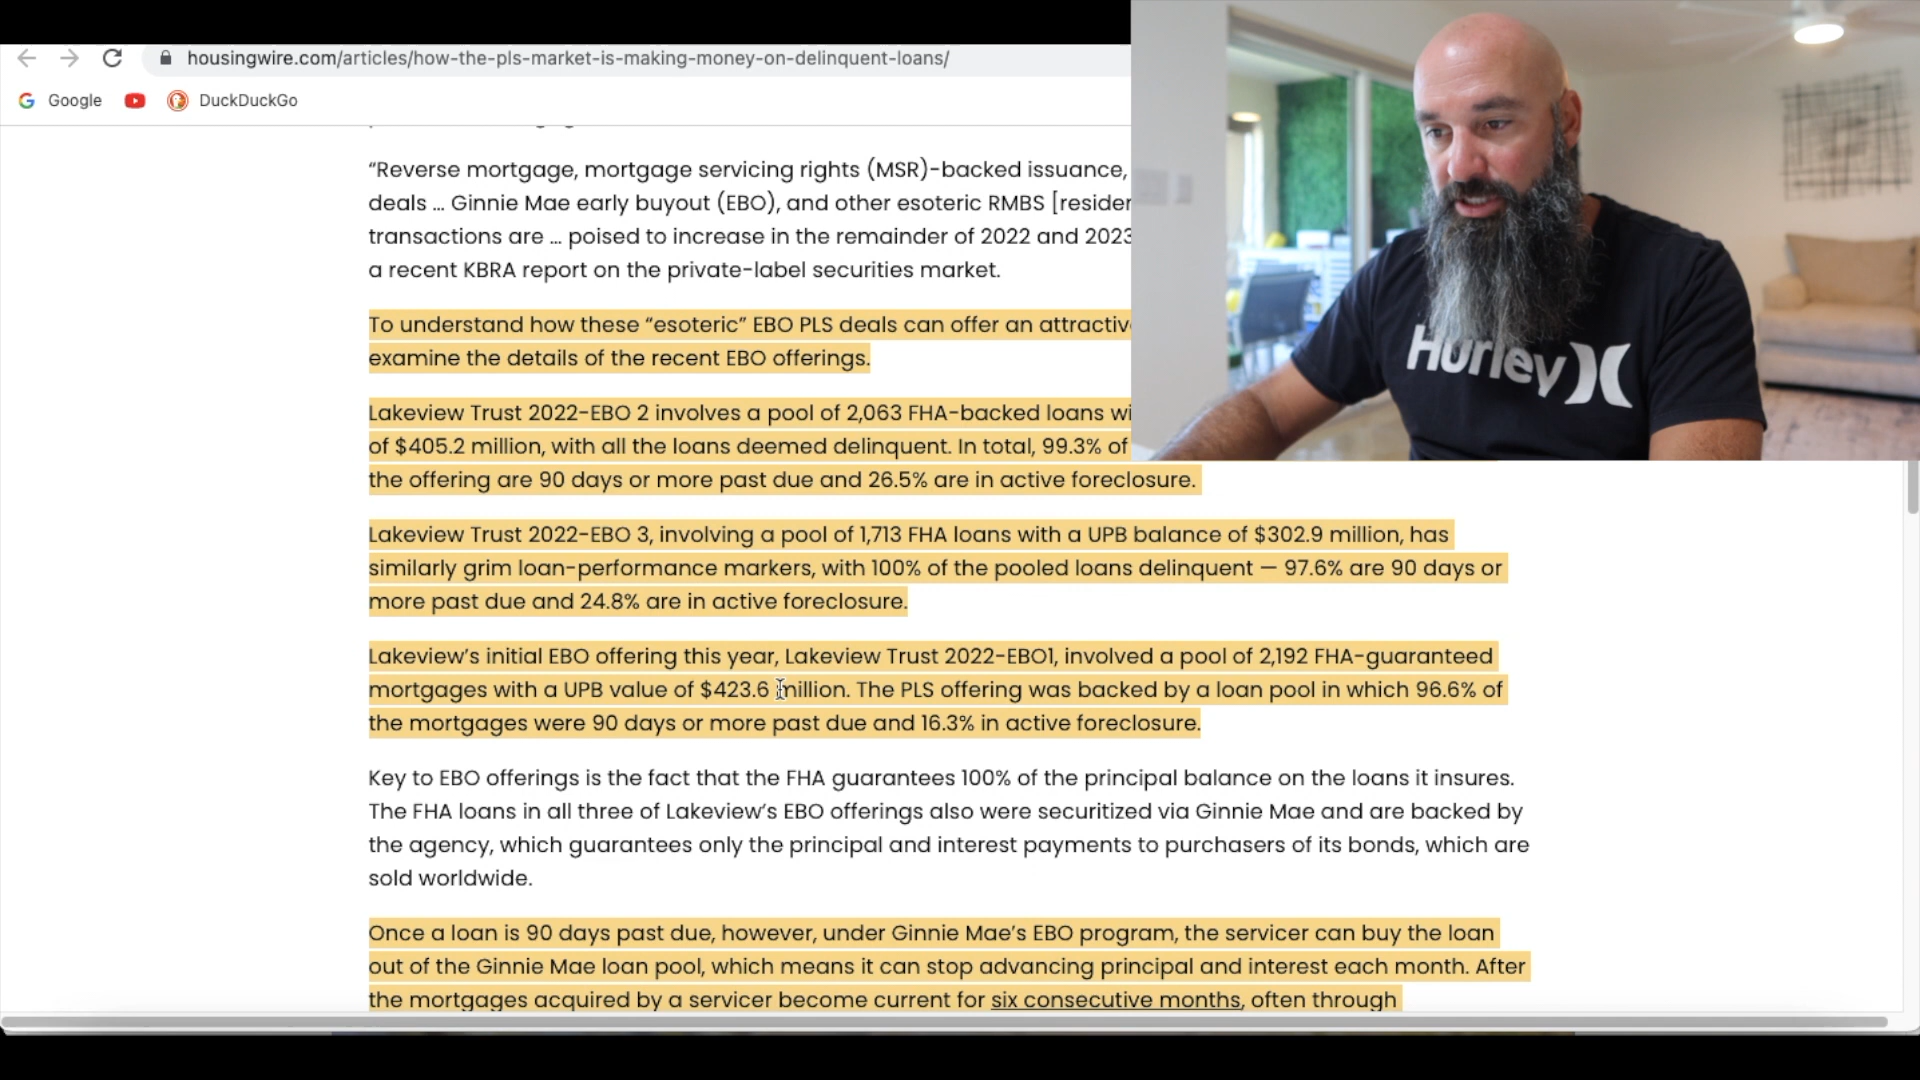 housingwire.com/articles/how-the-pls-market-is-making-money-on-delinquent-loans/
Google DuckDuckGo
“Reverse mortgage, mortgage servicing rights (MSR)-backed issuance,
deals … Ginnie Mae early buyout (EBO), and other esoteric RMBS
transactions are … poised to increase in the remainder of 2022 and 2023
a recent KBRA report on the private-label securities market.
To understand how these “esoteric” EBO PLS deals can offer an
examine the details of the recent EBO offerings.
Lakeview Trust 2022-EBO 2 involves a pool of 2,063 FHA-backed loans
of $405.2 million, with all the loans deemed delinquent. In total, 99.3% of
the offering are 90 days or more past due and 26.5% are in active foreclosure.
Lakeview Trust 2022-EBO 3, involving a pool of 1,713 FHA loans with a UPB balance of $302.9 million, has
similarly grim loan-performance markers, with 100% of the pooled loans delinquent — 97.6% are 90 days or
more past due and 24.8% are in active foreclosure.
Lakeview’s initial EBO offering this year, Lakeview Trust 2022-EBO1, involved a pool of 2,192 FHA-guaranteed
mortgages with a UPB value of $423.6 million. The PLS offering was backed by a loan pool in which 96.6% of
the mortgages were 90 days or more past due and 16.3% in active foreclosure.
Key to EBO offerings is the fact that the FHA guarantees 100% of the principal balance on the loans it insures.
The FHA loans in all three of Lakeview’s EBO offerings also were securitized via Ginnie Mae and are backed by
the agency, which guarantees only the principal and interest payments to purchasers of its bonds, which are
sold worldwide.
Once a loan is 90 days past due, however, under Ginnie Mae’s EBO program, the servicer can buy the loan
out of the Ginnie Mae loan pool, which means it can stop advancing principal and interest each month. After
the mortgages acquired by a servicer become current for six consecutive months, often through
Hurley